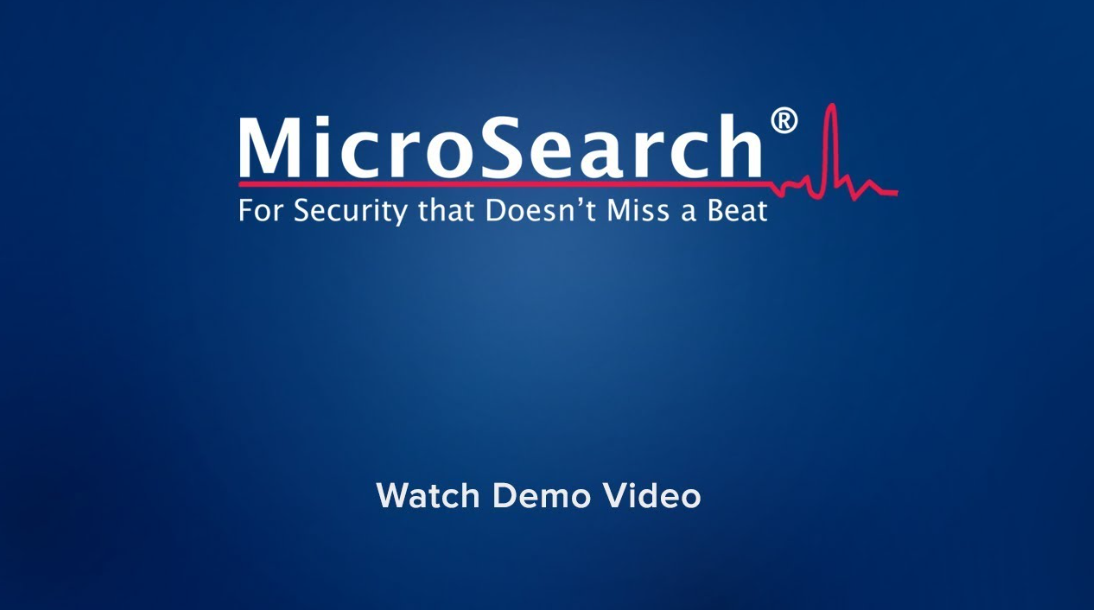 MicroSearch®
For Security that Doesn't Miss a Beat
Watch Demo Video